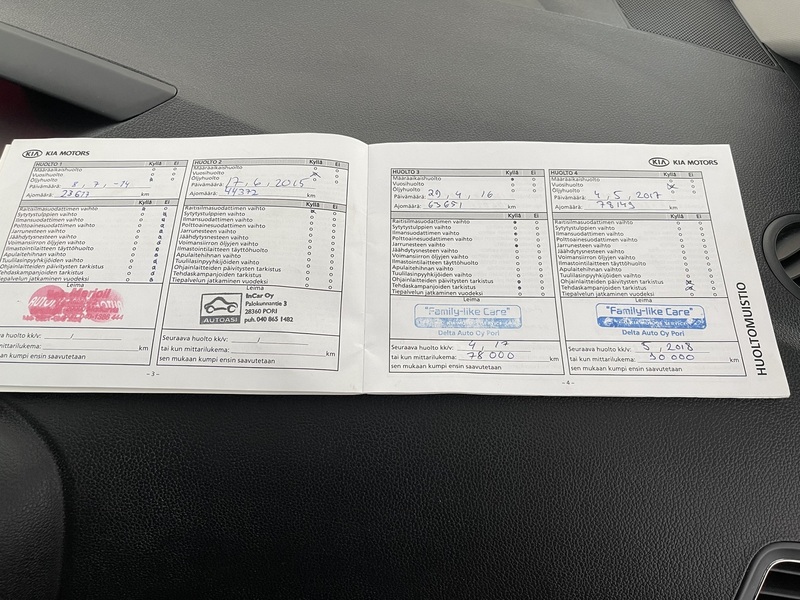 KIA KIA MOTORS
HUOLTO 1 Kyllä Ei
Määräaikaishuolto
Vuosihuolto
Öljyhuolto
Päivämäärä: 8, 7, -14
Ajomäärä: 23613 km
Kyllä Ei
Raitisilmasuodattimen vaihto
Sytytystulppien vaihto
Ilmansuodattimen vaihto
Polttoainesuodattimen vaihto
Jarrunesteen vaihto
Jäähdytysnesteen vaihto
Voimansiirron öljyjen vaihto
Ilmastointilaitteen täyttöhuolto
Apulaitehihnan vaihto
Tuulilasinpyyhkijöiden vaihto
Ohjainlaitteiden päivitysten tarkistus
Tehdaskampanjoiden tarkistus
Tiepalvelun jatkaminen vuodeksi
Leima
Seuraava huolto kk/v: /
tai kun mittarilukema: km
sen mukaan kumpi ensin saavutetaan
- 3 -
HUOLTO 2 Kyllä Ei
Määräaikaishuolto
Vuosihuolto
Öljyhuolto
Päivämäärä: 17, 6, 2015
Ajomäärä: 44372 km
Kyllä Ei
Raitisilmasuodattimen vaihto
Sytytystulppien vaihto
Ilmansuodattimen vaihto
Polttoainesuodattimen vaihto
Jarrunesteen vaihto
Jäähdytysnesteen vaihto
Voimansiirron öljyjen vaihto
Ilmastointilaitteen täyttöhuolto
Apulaitehihnan vaihto
Tuulilasinpyyhkijöiden vaihto
Ohjainlaitteiden päivitysten tarkistus
Tehdaskampanjoiden tarkistus
Tiepalvelun jatkaminen vuodeksi
Leima
AUTOASI
InCar Oy
28360 PORI
puh. 040 865 1482
Seuraava huolto kk/v: /
tai kun mittarilukema: km
sen mukaan kumpi ensin saavutetaan
KIA KIA MOTORS
HUOLTO 3 Kyllä Ei
Määräaikaishuolto
Vuosihuolto
Öljyhuolto
Päivämäärä: 29, 4, 16
Ajomäärä: 63651 km
Kyllä Ei
Raitisilmasuodattimen vaihto
Sytytystulppien vaihto
Ilmansuodattimen vaihto
Polttoainesuodattimen vaihto
Jarrunesteen vaihto
Jäähdytysnesteen vaihto
Voimansiirron öljyjen vaihto
Ilmastointilaitteen täyttöhuolto
Apulaitehihnan vaihto
Tuulilasinpyyhkijöiden vaihto
Ohjainlaitteiden päivitysten tarkistus
Tehdaskampanjoiden tarkistus
Tiepalvelun jatkaminen vuodeksi
Leima
"Family-like Care"
Delta Auto Oy Pori
Seuraava huolto kk/v: 4, 17
tai kun mittarilukema: 78 000 km
sen mukaan kumpi ensin saavutetaan
- 4 -
HUOLTO 4 Kyllä Ei
Määräaikaishuolto
Vuosihuolto
Öljyhuolto
Päivämäärä: 4, 5, 2017
Ajomäärä: 78149 km
Kyllä Ei
Raitisilmasuodattimen vaihto
Sytytystulppien vaihto
Ilmansuodattimen vaihto
Polttoainesuodattimen vaihto
Jarrunesteen vaihto
Jäähdytysnesteen vaihto
Voimansiirron öljyjen vaihto
Ilmastointilaitteen täyttöhuolto
Apulaitehihnan vaihto
Tuulilasinpyyhkijöiden vaihto
Ohjainlaitteiden päivitysten tarkistus
Tehdaskampanjoiden tarkistus
Tiepalvelun jatkaminen vuodeksi
Leima
"Family-like Care"
Delta Auto Oy Pori
Seuraava huolto kk/v: 5, 2018
tai kun mittarilukema: 90 000 km
sen mukaan kumpi ensin saavutetaan
HUOLTOMUISTIO